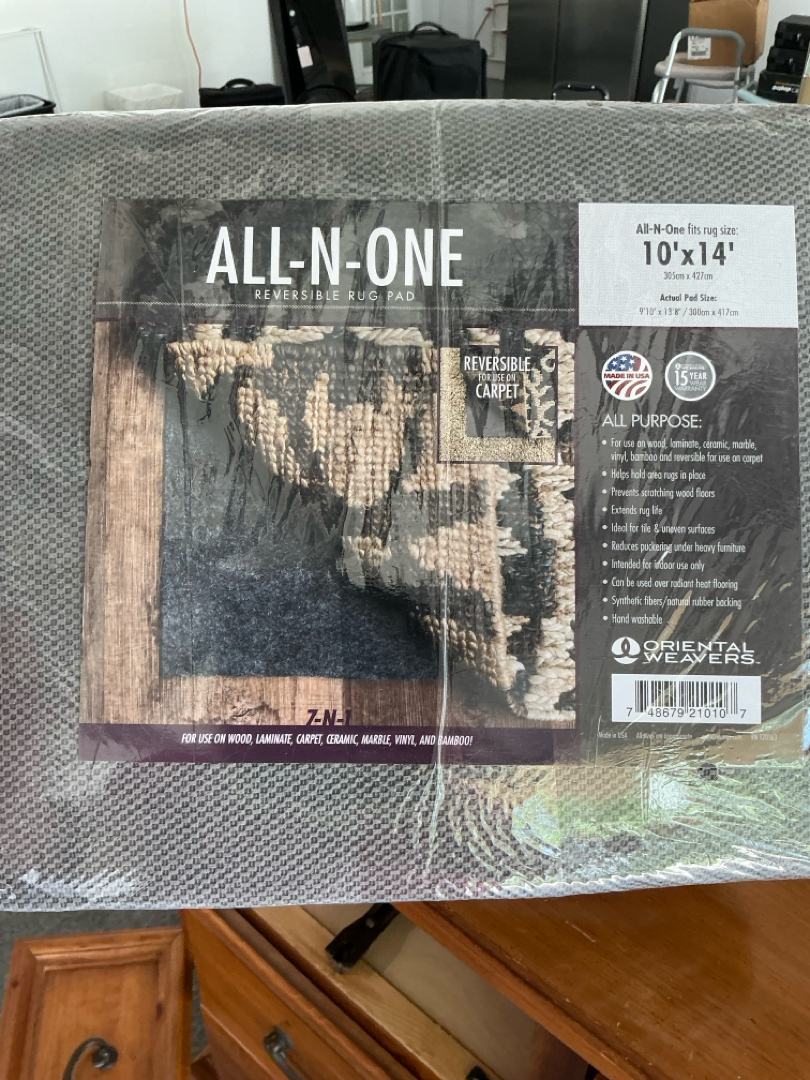 ALL-N-ONE
REVERSIBLE RUG PAD
All-N-One fits rug size:
10'x14'
305cm x 427cm
Actual Pad Size:
9'10" x 13'8" / 300cm x 417cm
REVERSIBLE
FOR USE ON
CARPET
MADE IN USA
15 YEAR
WEAR
WARRANTY
ALL PURPOSE:
• For use on wood, laminate, ceramic, marble,
vinyl, bamboo and reversible for use on carpet
• Helps hold area rugs in place
• Prevents scratching wood floors
• Extends rug life
• Ideal for tile & uneven surfaces
• Reduces puckering under heavy furniture
• Intended for indoor use only
• Can be used over radiant heat flooring
• Synthetic fibers/natural rubber backing
• Hand washable
ORIENTAL
WEAVERS
7 48679 21010 7
Made in USA
7-N-1
FOR USE ON WOOD, LAMINATE, CARPET, CERAMIC, MARBLE, VINYL, AND BAMBOO!